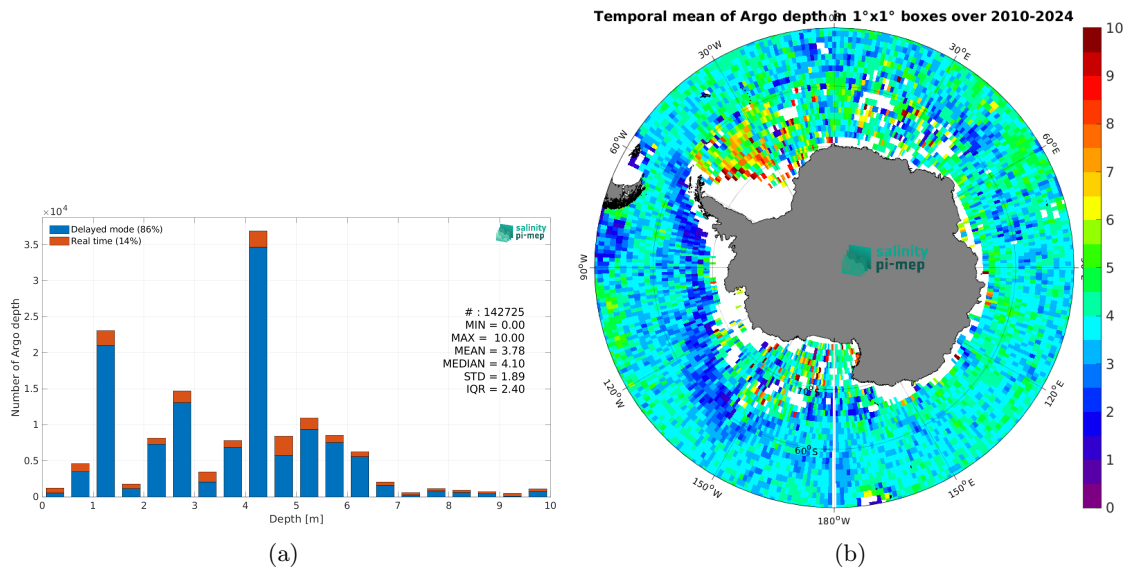 Temporal mean of Argo depth in 1°x1° boxes over 2010-2024
×10⁴
Delayed mode (86%)
Real time (14%)
salinity
pi-mep
# : 142725
MIN = 0.00
MAX = 10.00
MEAN = 3.78
MEDIAN = 4.10
STD = 1.89
IQR = 2.40
Number of Argo depth
3.5
3
2.5
2
1.5
1
0.5
0
0 1 2 3 4 5 6 7 8 9 10
Depth [m]
(a)
30°W
30°E
60°W
60°E
90°W
salinity
pi-mep
120°W
120°E
60°S
150°W
150°E
180°W
10
9
8
7
6
5
4
3
2
1
0
(b)